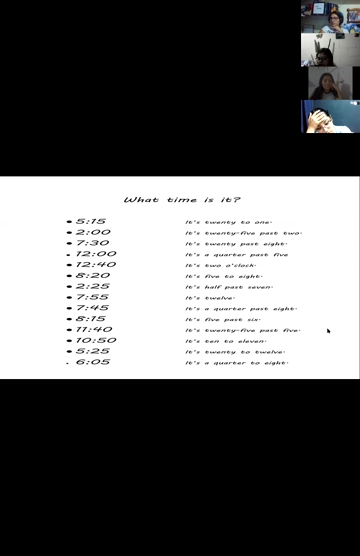 What time is it?
5:15 It's twenty to one.
2:00 It's twenty-five past two.
7:30 It's twenty past eight.
12:00 It's a quarter past five
12:40 It's two o'clock.
8:20 It's five to eight.
2:25 It's half past seven.
7:55 It's twelve.
7:45 It's a quarter past eight.
8:15 It's five past six.
11:40 It's twenty-five past five.
10:50 It's ten to eleven.
5:25 It's twenty to twelve.
6:05 It's a quarter to eight.